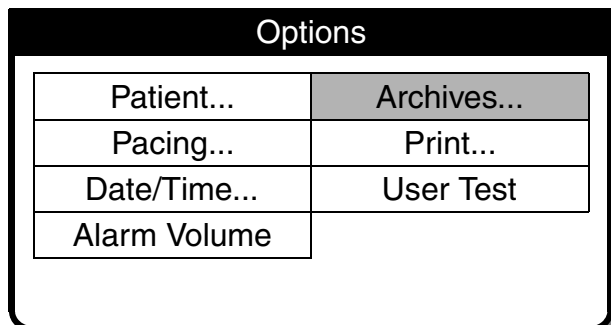 Options
Patient... Archives...
Pacing... Print...
Date/Time... User Test
Alarm Volume